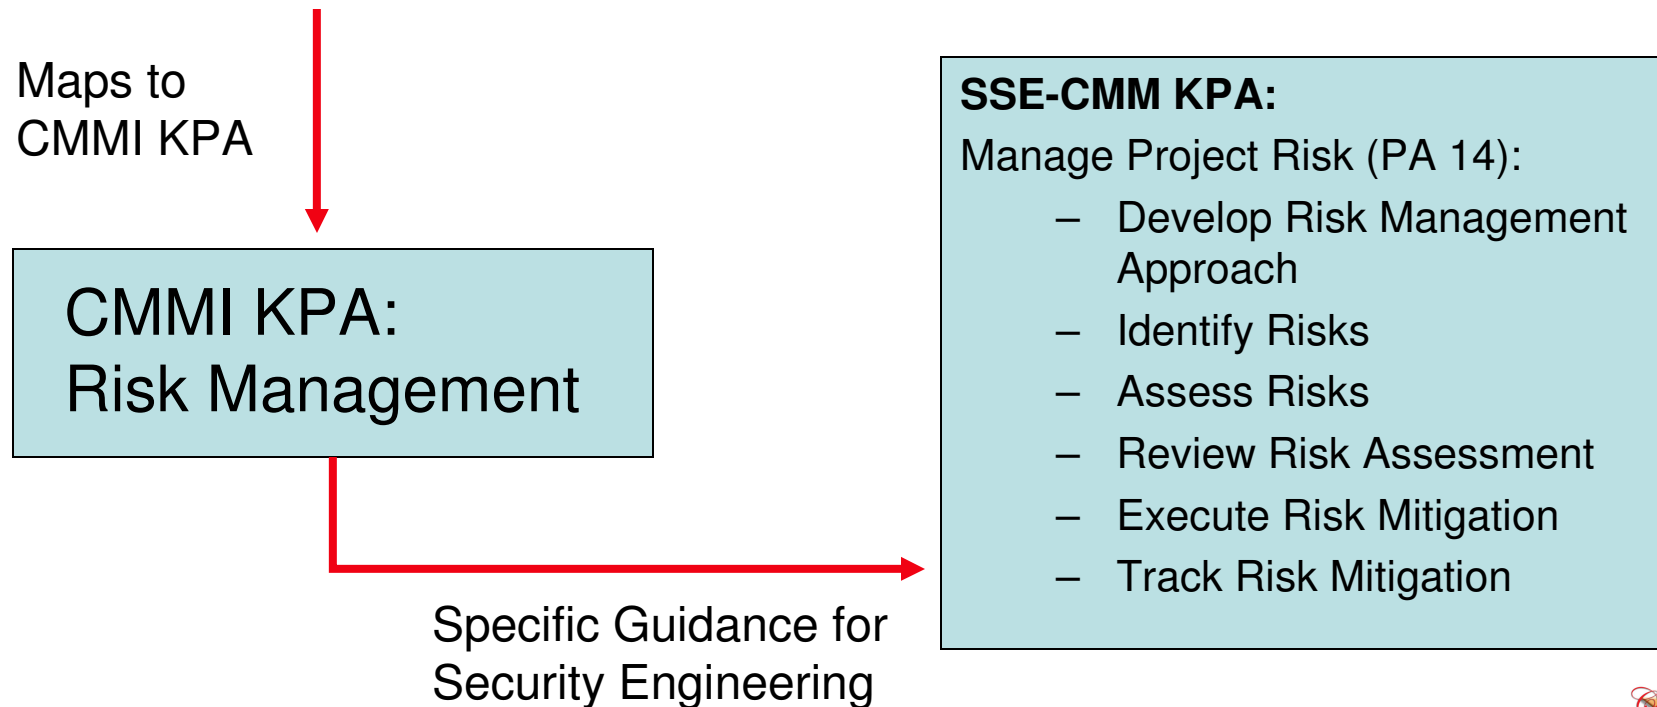 Maps to
CMMI KPA
CMMI KPA:
Risk Management
Specific Guidance for
Security Engineering
SSE-CMM KPA:
Manage Project Risk (PA 14):
– Develop Risk Management
Approach
– Identify Risks
– Assess Risks
– Review Risk Assessment
– Execute Risk Mitigation
– Track Risk Mitigation